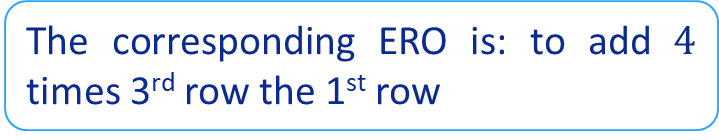 The corresponding ERO is: to add 4
times 3rd row the 1st row